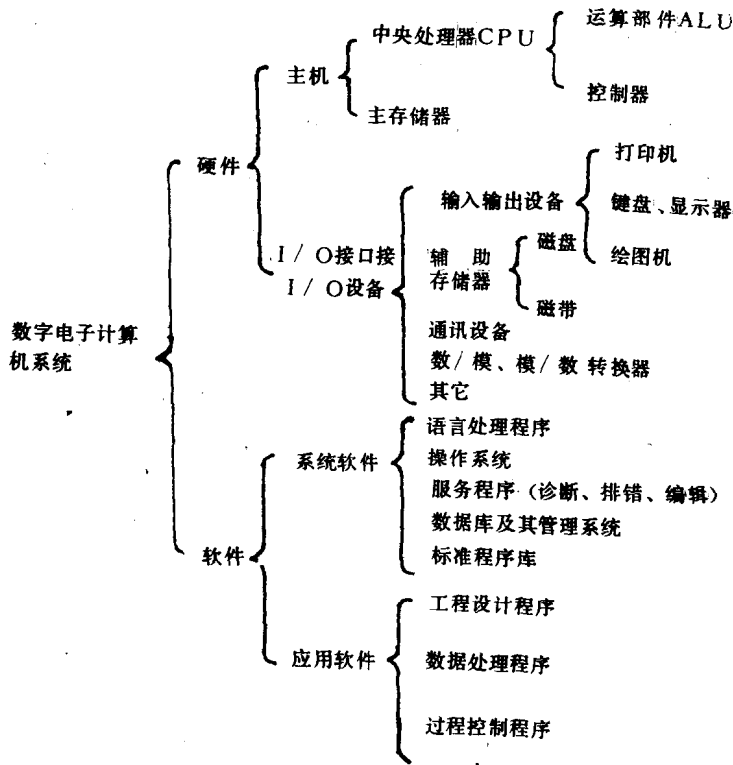 中央处理器CPU
运算部件ALU
主机
控制器
主存储器
硬件
打印机
输入输出设备
键盘、显示器
I/O接口接
I/O设备
辅助
存储器
磁盘
绘图机
磁带
通讯设备
数/模、模/数转换器
其它
数字电子计算
机系统
语言处理程序
系统软件
操作系统
服务程序(诊断、排错、编辑)
数据库及其管理系统
软件
标准程序库
工程设计程序
应用软件
数据处理程序
过程控制程序